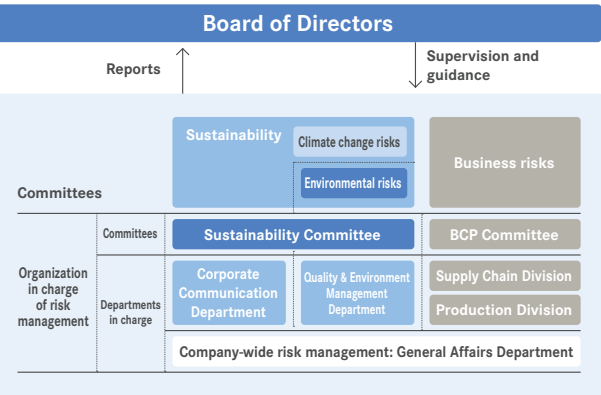 Board of Directors
Reports
Supervision and
guidance
Sustainability
Climate change risks
Environmental risks
Business risks
Committees
Organization
in charge
of risk
management
Committees
Sustainability Committee
BCP Committee
Departments
in charge
Corporate
Communication
Department
Quality & Environment
Management
Department
Supply Chain Division
Production Division
Company-wide risk management: General Affairs Department